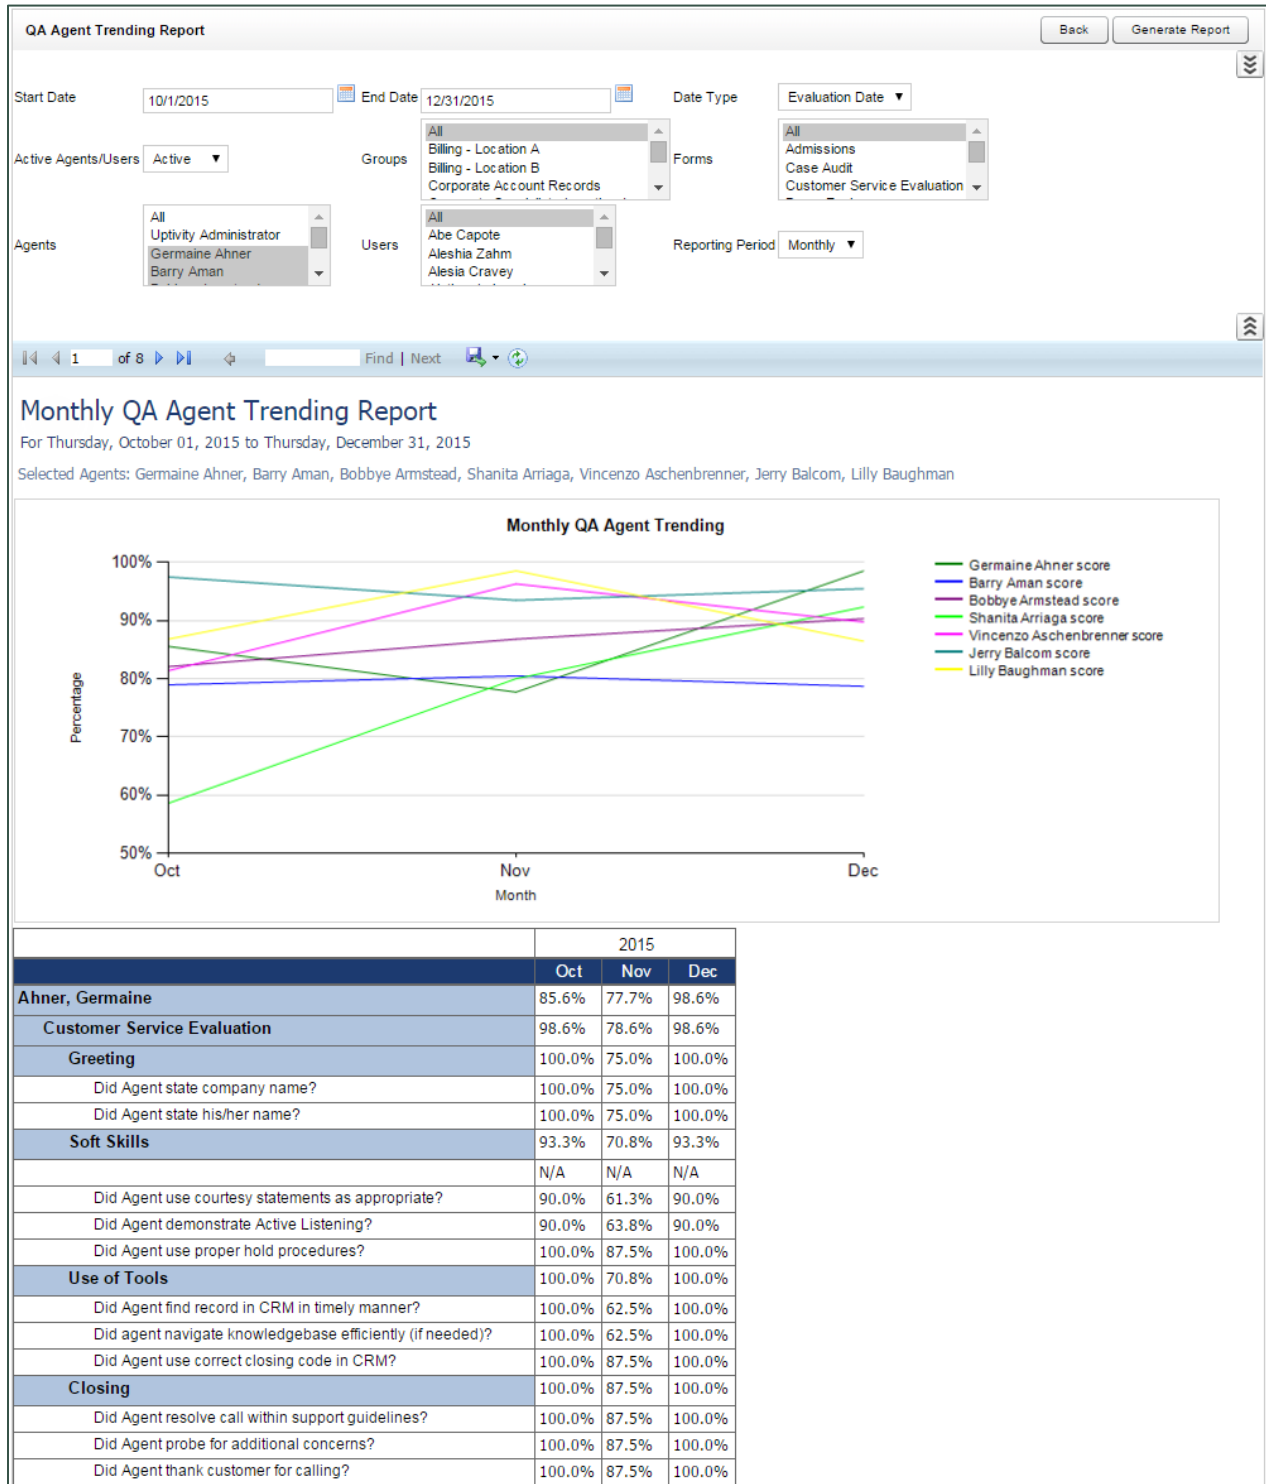 QA Agent Trending Report
Back
Generate Report
Start Date
10/1/2015
End Date
12/31/2015
Date Type
Evaluation Date
Active Agents/Users
Active
Groups
All
Billing - Location A
Billing - Location B
Corporate Account Records
Forms
All
Admissions
Case Audit
Customer Service Evaluation
Agents
All
Uptivity Administrator
Germaine Ahner
Barry Aman
Users
All
Abe Capote
Aleshia Zahm
Alesia Cravey
Reporting Period
Monthly
1 of 8
Find | Next
Monthly QA Agent Trending Report
For Thursday, October 01, 2015 to Thursday, December 31, 2015
Selected Agents: Germaine Ahner, Barry Aman, Bobbye Armstead, Shanita Arriaga, Vincenzo Aschenbrenner, Jerry Balcom, Lilly Baughman
Monthly QA Agent Trending
100%
90%
80%
70%
60%
50%
Percentage
Oct
Nov
Dec
Month
Germaine Ahner score
Barry Aman score
Bobbye Armstead score
Shanita Arriaga score
Vincenzo Aschenbrenner score
Jerry Balcom score
Lilly Baughman score
2015
Oct Nov Dec
Ahner, Germaine 85.6% 77.7% 98.6%
Customer Service Evaluation 98.6% 78.6% 98.6%
Greeting 100.0% 75.0% 100.0%
Did Agent state company name? 100.0% 75.0% 100.0%
Did Agent state his/her name? 100.0% 75.0% 100.0%
Soft Skills 93.3% 70.8% 93.3%
N/A N/A N/A
Did Agent use courtesy statements as appropriate? 90.0% 61.3% 90.0%
Did Agent demonstrate Active Listening? 90.0% 63.8% 90.0%
Did Agent use proper hold procedures? 100.0% 87.5% 100.0%
Use of Tools 100.0% 70.8% 100.0%
Did Agent find record in CRM in timely manner? 100.0% 62.5% 100.0%
Did agent navigate knowledgebase efficiently (if needed)? 100.0% 62.5% 100.0%
Did Agent use correct closing code in CRM? 100.0% 87.5% 100.0%
Closing 100.0% 87.5% 100.0%
Did Agent resolve call within support guidelines? 100.0% 87.5% 100.0%
Did Agent probe for additional concerns? 100.0% 87.5% 100.0%
Did Agent thank customer for calling? 100.0% 87.5% 100.0%